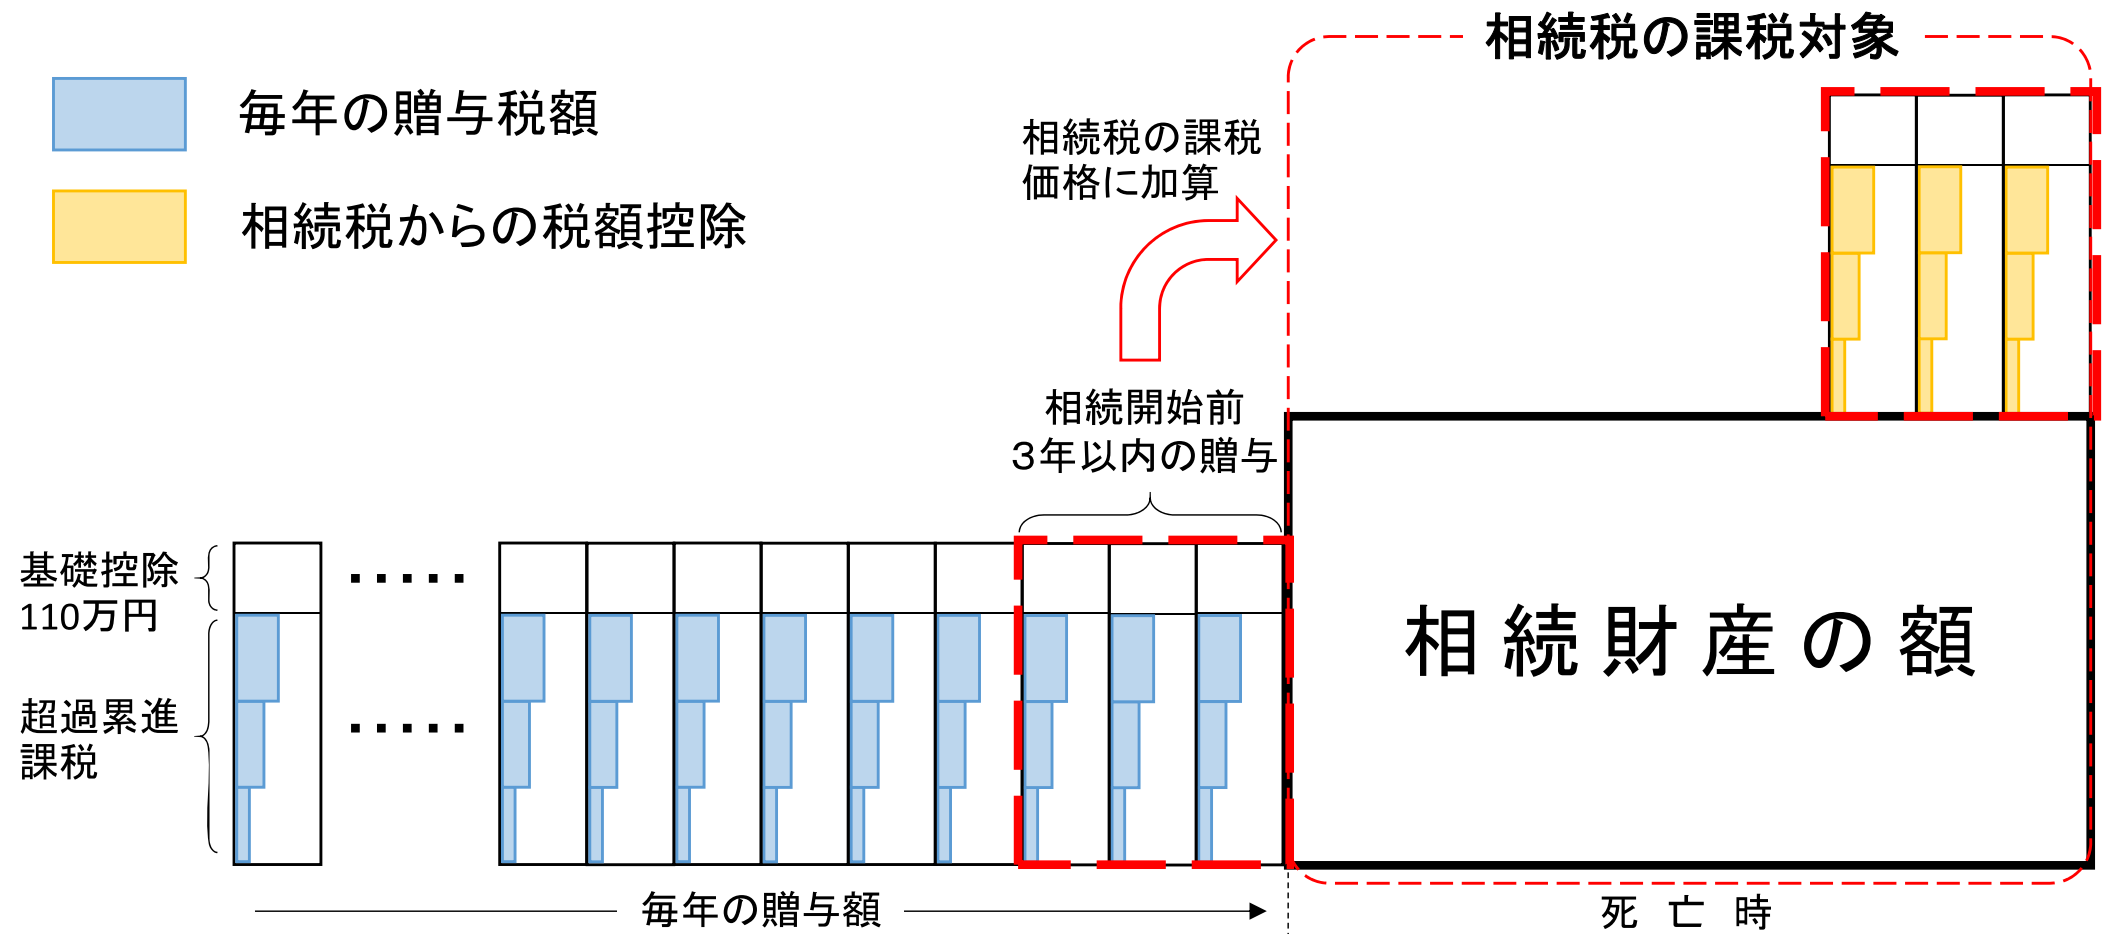 相続税の課税対象
毎年の贈与税額
相続税からの税額控除
相続税の課税
価格に加算
相続開始前
3年以内の贈与
基礎控除
110万円
超過累進
課税
相続財産の額
毎年の贈与額
死亡時